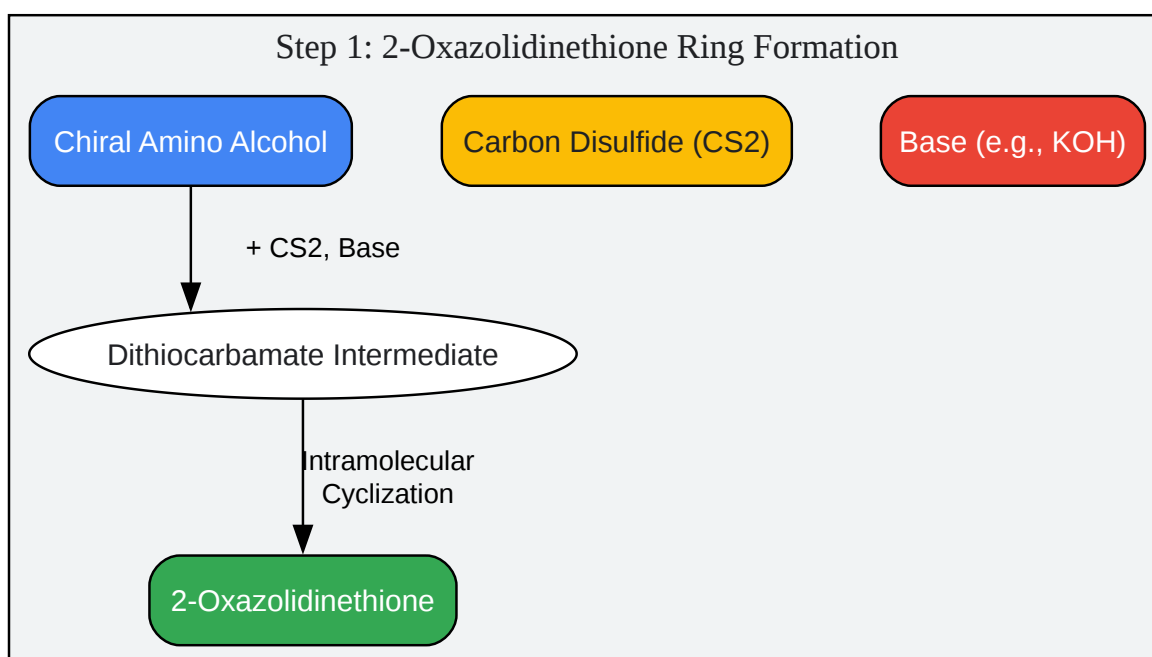 Step 1: 2-Oxazolidinethione Ring Formation
Chiral Amino Alcohol
Carbon Disulfide (CS2)
Base (e.g., KOH)
+ CS2, Base
Dithiocarbamate Intermediate
Intramolecular
Cyclization
2-Oxazolidinethione